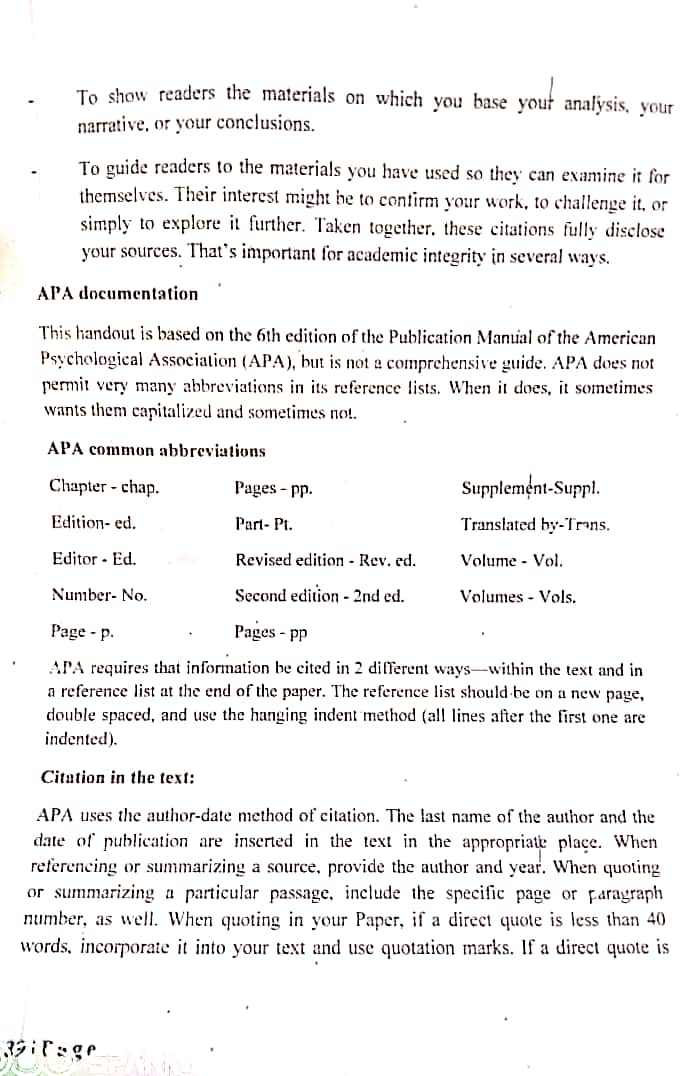 - To show readers the materials on which you base your analysis, your
narrative, or your conclusions.
- To guide readers to the materials you have used so they can examine it for
themselves. Their interest might be to confirm your work, to challenge it, or
simply to explore it further. Taken together, these citations fully disclose
your sources. That's important for academic integrity in several ways.
APA documentation
This handout is based on the 6th edition of the Publication Manual of the American
Psychological Association (APA), but is not a comprehensive guide. APA does not
permit very many abbreviations in its reference lists. When it does, it sometimes
wants them capitalized and sometimes not.
APA common abbreviations
Chapter - chap. Pages - pp. Supplement-Suppl.
Edition- ed. Part- Pt. Translated by-Trans.
Editor - Ed. Revised edition - Rev. ed. Volume - Vol.
Number- No. Second edition - 2nd ed. Volumes - Vols.
Page - p. Pages - pp
APA requires that information be cited in 2 different ways—within the text and in
a reference list at the end of the paper. The reference list should be on a new page,
double spaced, and use the hanging indent method (all lines after the first one are
indented).
Citation in the text:
APA uses the author-date method of citation. The last name of the author and the
date of publication are inserted in the text in the appropriate place. When
referencing or summarizing a source, provide the author and year. When quoting
or summarizing a particular passage, include the specific page or paragraph
number, as well. When quoting in your Paper, if a direct quote is less than 40
words, incorporate it into your text and use quotation marks. If a direct quote is
Page